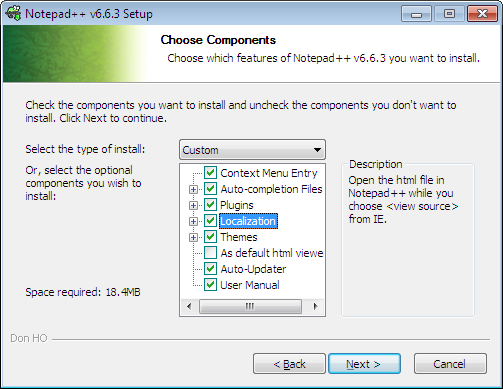 Notepad++ v6.6.3 Setup
Choose Components
Choose which features of Notepad++ v6.6.3 you want to install.
Check the components you want to install and uncheck the components you don't want to
install. Click Next to continue.
Select the type of install:
Custom
Or, select the optional
components you wish to
install:
Context Menu Entry
Auto-completion Files
Plugins
Localization
Themes
As default html viewe
Auto-Updater
User Manual
Description
Open the html file in
Notepad++ while you
choose <view source>
from IE.
Space required: 18.4MB
Don HO
< Back
Next >
Cancel